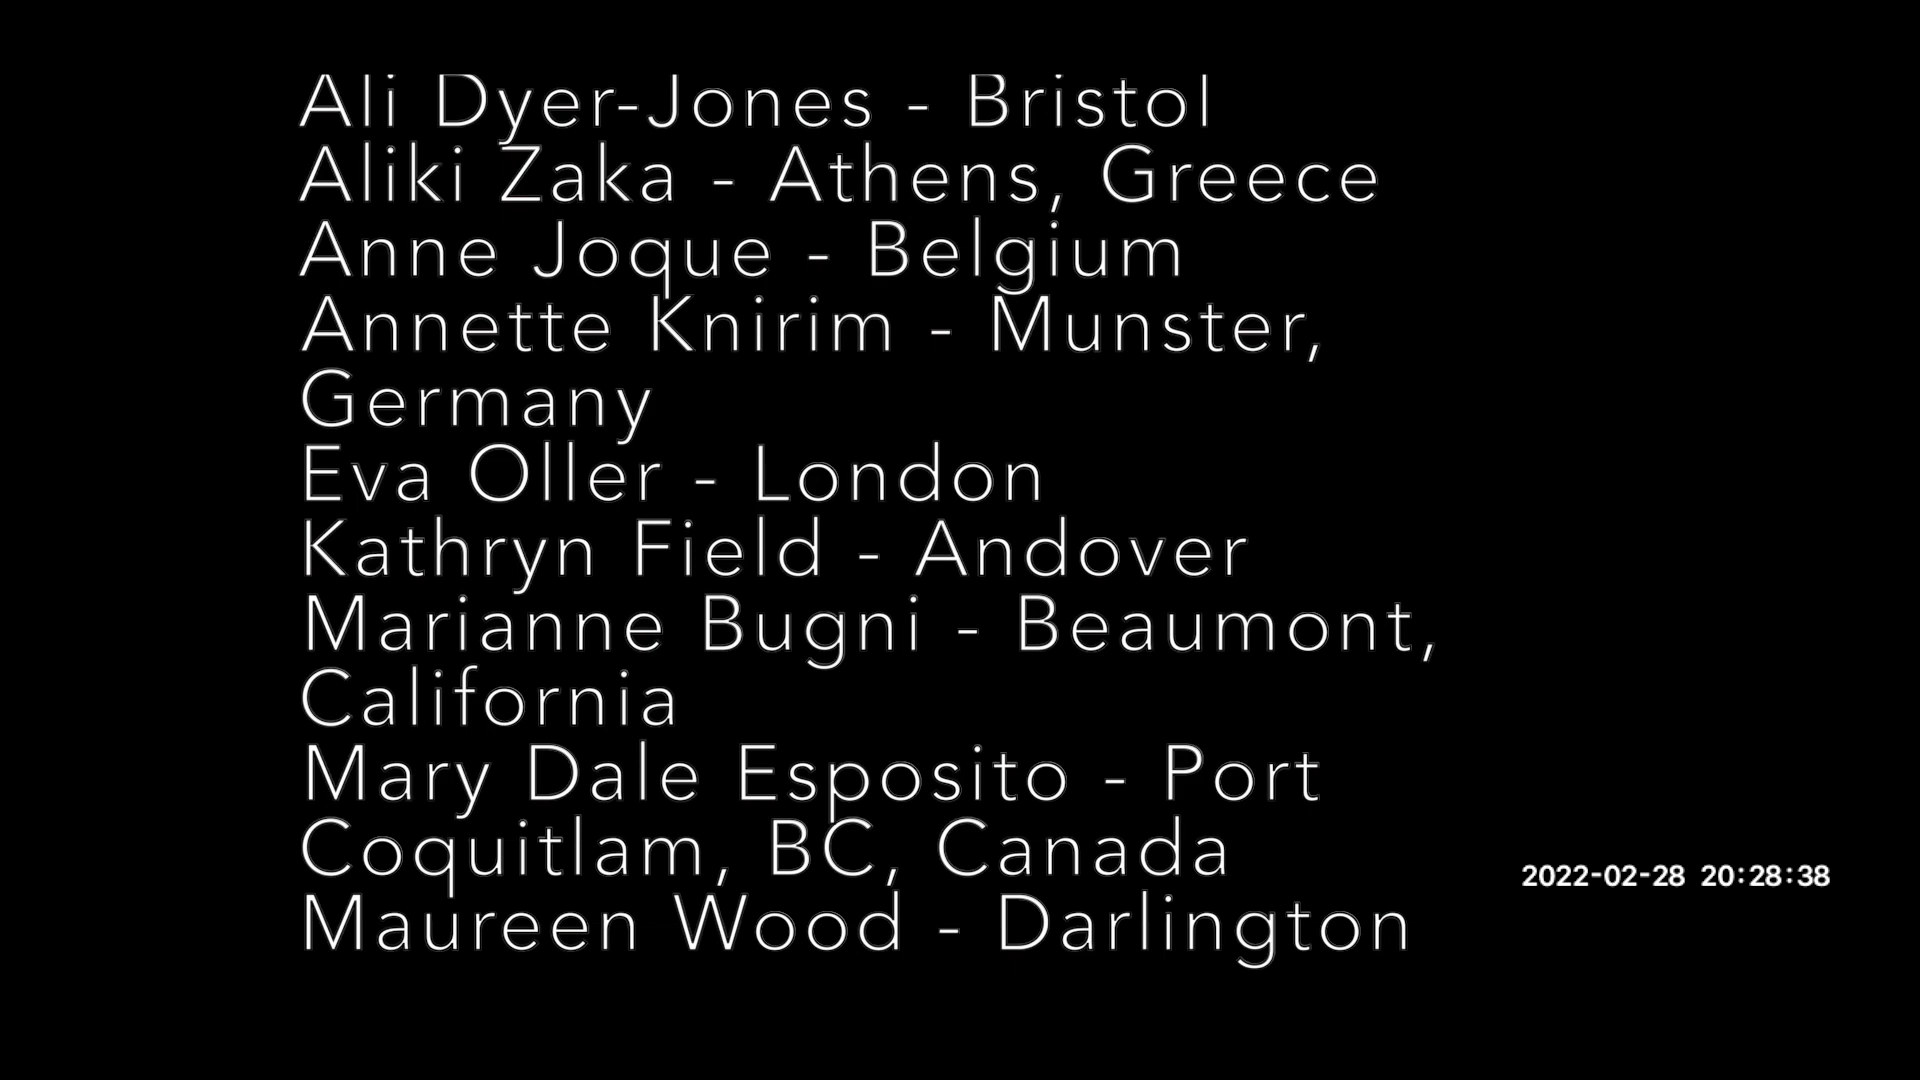 Ali Dyer-Jones - Bristol
Aliki Zaka - Athens, Greece
Anne Joque - Belgium
Annette Knirim - Munster,
Germany
Eva Oller - London
Kathryn Field - Andover
Marianne Bugni - Beaumont,
California
Mary Dale Esposito - Port
Coquitlam, BC, Canada
2022-02-28 20:28:38
Maureen Wood - Darlington